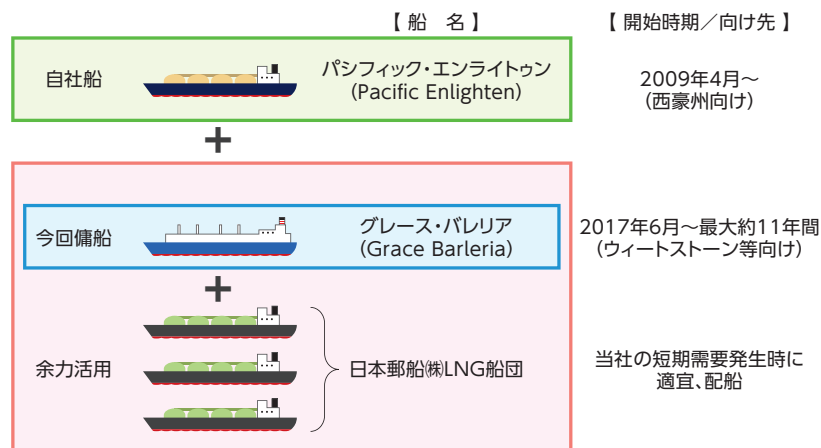 【 船　名 】
【 開始時期／向け先 】
自社船
パシフィック・エンライトゥン
(Pacific Enlighten)
2009年4月～
(西豪州向け)
+
今回傭船
グレース・バレリア
(Grace Barleria)
2017年6月～最大約11年間
(ウィートストーン等向け)
+
余力活用
日本郵船㈱LNG船団
当社の短期需要発生時に
適宜、配船